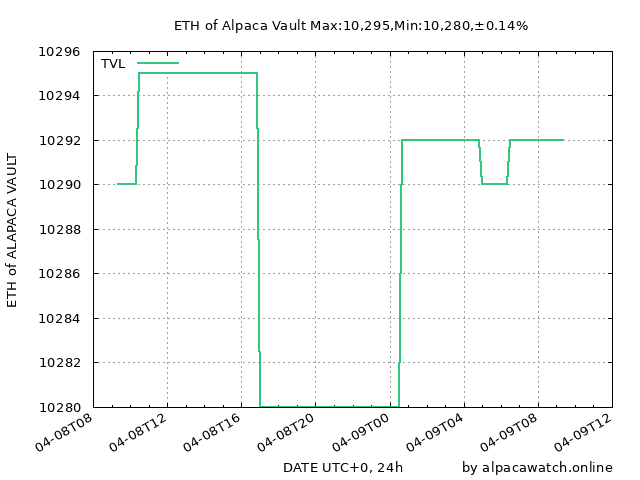 ETH of Alpaca Vault Max:10,295,Min:10,280,±0.14%
TVL
ETH of ALAPACA VAULT
10296
10294
10292
10290
10288
10286
10284
10282
10280
04-08T08
04-08T12
04-08T16
04-08T20
04-09T00
04-09T04
04-09T08
04-09T12
DATE UTC+0, 24h
by alpacawatch.online